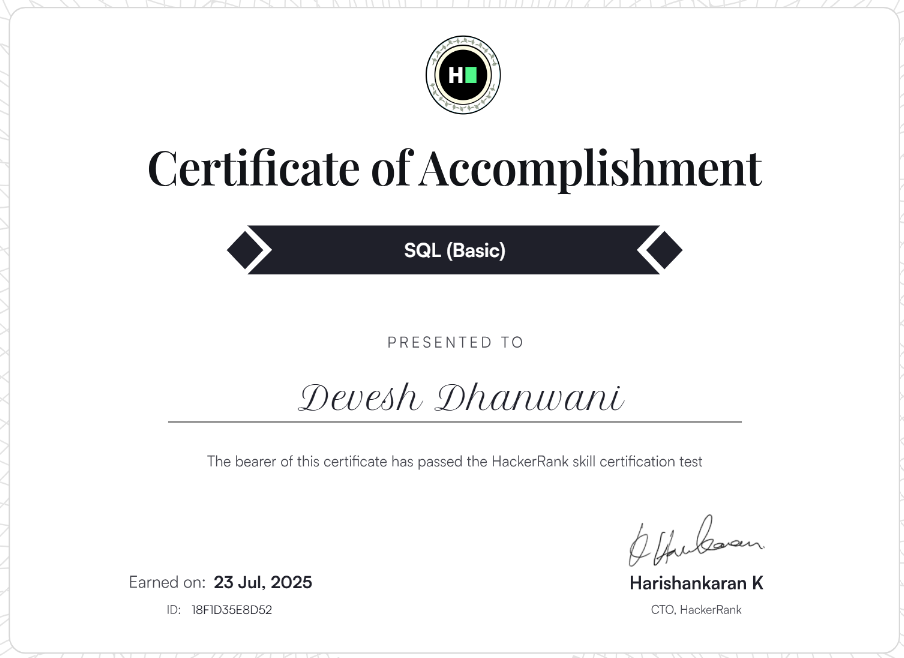 H
Certificate of Accomplishment
SQL (Basic)
PRESENTED TO
Devesh Dhanwani
The bearer of this certificate has passed the HackerRank skill certification test
Earned on: 23 Jul, 2025
ID: 18F1D35E8D52
Harishankaran K
CTO, HackerRank